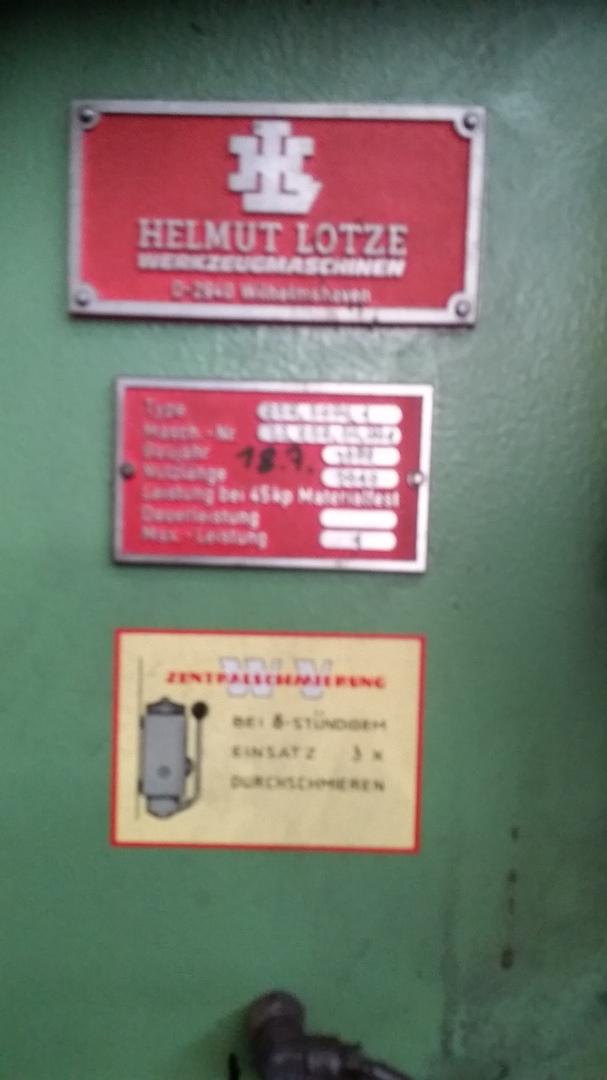 HELMUT LOTZE
WERKZEUGMASCHINEN
D-2940 Wilhelmshaven
Type
Masch.-Nr
Baujahr 18.7.
Nutzlänge
Leistung bei 45kp Materialfest
Dauerleistung
Max.-Leistung
WV
ZENTRALSCHMIERUNG
BEI 8-STÜNDIGEM
EINSATZ 3 X
DURCHSCHMIEREN